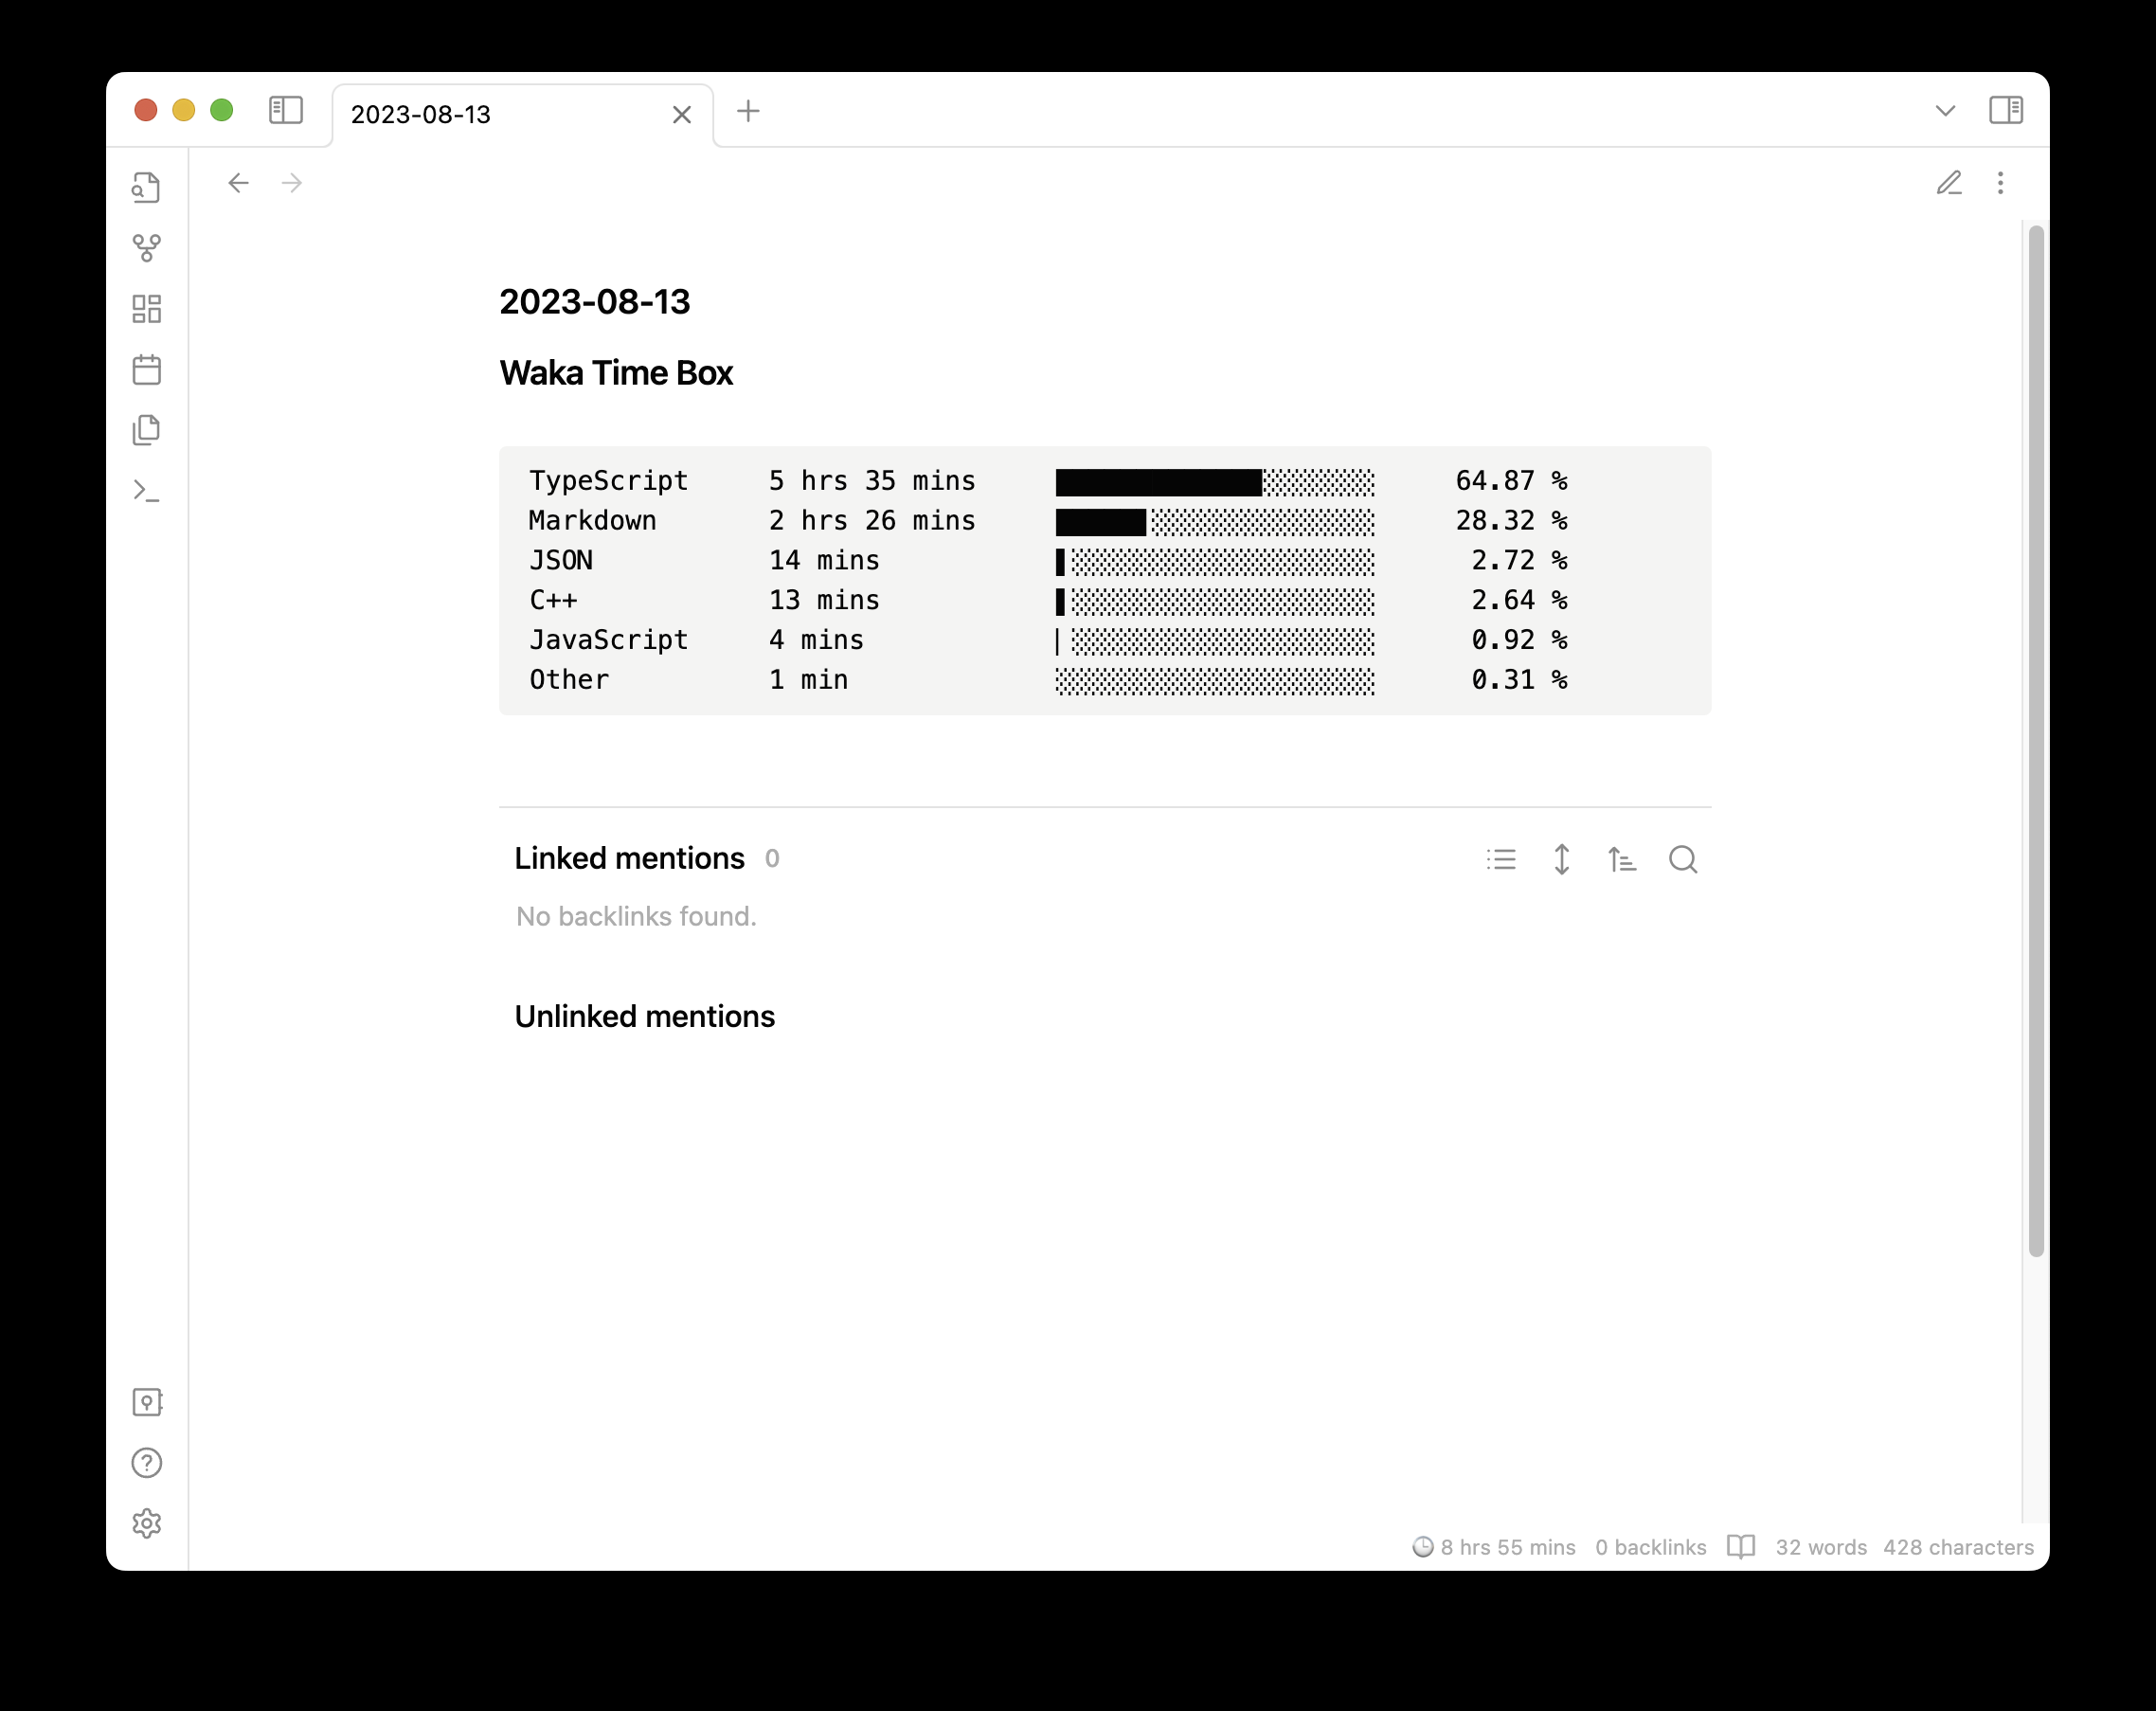 2023-08-13
2023-08-13
Waka Time Box
TypeScript 5 hrs 35 mins 64.87 %
Markdown 2 hrs 26 mins 28.32 %
JSON 14 mins 2.72 %
C++ 13 mins 2.64 %
JavaScript 4 mins 0.92 %
Other 1 min 0.31 %
Linked mentions 0
No backlinks found.
Unlinked mentions
8 hrs 55 mins 0 backlinks 32 words 428 characters